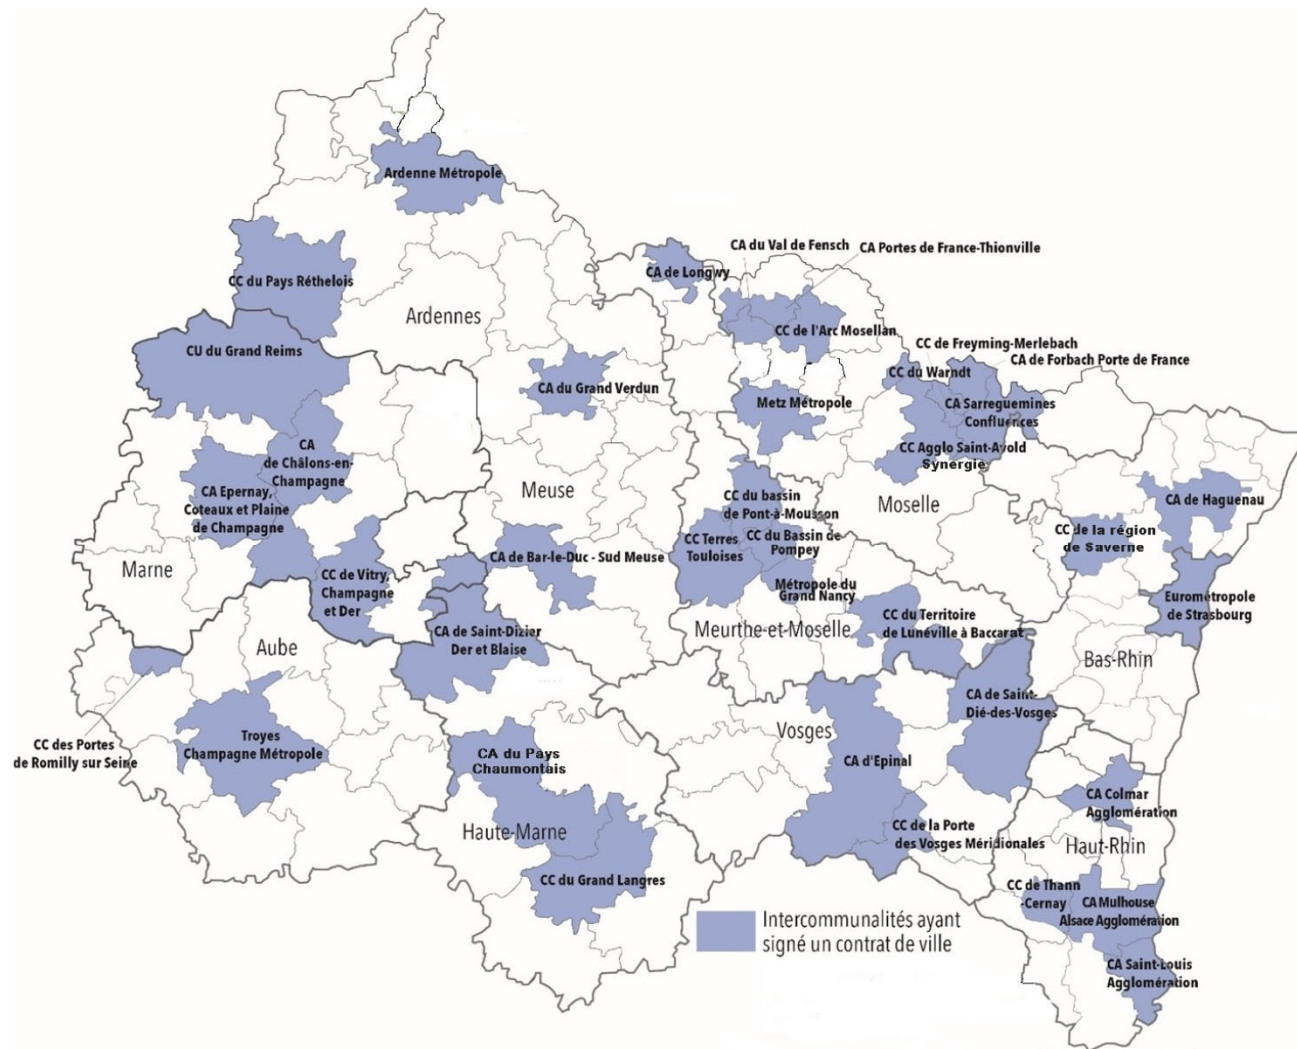 Ardenne Métropole
CA du Val de Fensch
CA Portes de France-Thionville
CA de Longwy
CC du Pays Réthelois
Ardennes
CC de l'Arc Mosellan
CC de Freyming-Merlebach
CA de Forbach Porte de France
CU du Grand Reims
CC du Warndt
CA du Grand Verdun
Metz Métropole
CA Sarreguemines
Confluences
CA
de Châlons-en-
Champagne
CC Agglo Saint-Avold
Synergie
CA Epernay,
Coteaux et Plaine
de Champagne
Meuse
CC du bassin
de Pont-à-Mousson
Moselle
CA de Haguenau
CC de la région
de Saverne
CC Terres
Touloises
CC du Bassin de
Pompey
CA de Bar-le-Duc - Sud Meuse
Marne
CC de Vitry,
Champagne
et Der
Métropole du
Grand Nancy
Eurométropole
de Strasbourg
CC du Territoire
de Lunéville à Baccarat
Meurthe-et-Moselle
CA de Saint-Dizier
Der et Blaise
Aube
Bas-Rhin
CA de Saint-
Dié-des-Vosges
Vosges
Troyes
Champagne Métropole
CC des Portes
de Romilly sur Seine
CA du Pays
Chaumontais
CA d'Epinal
CA Colmar
Agglomération
Haute-Marne
CC de la Porte
des Vosges Méridionales
Haut-Rhin
CC du Grand Langres
CC de Thann
-Cernay
CA Mulhouse
Alsace Agglomération
Intercommunalités ayant
signé un contrat de ville
CA Saint-Louis
Agglomération